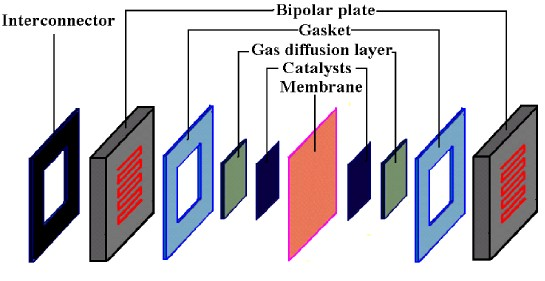 Interconnector
Bipolar plate
Gasket
Gas diffusion layer
Catalysts
Membrane